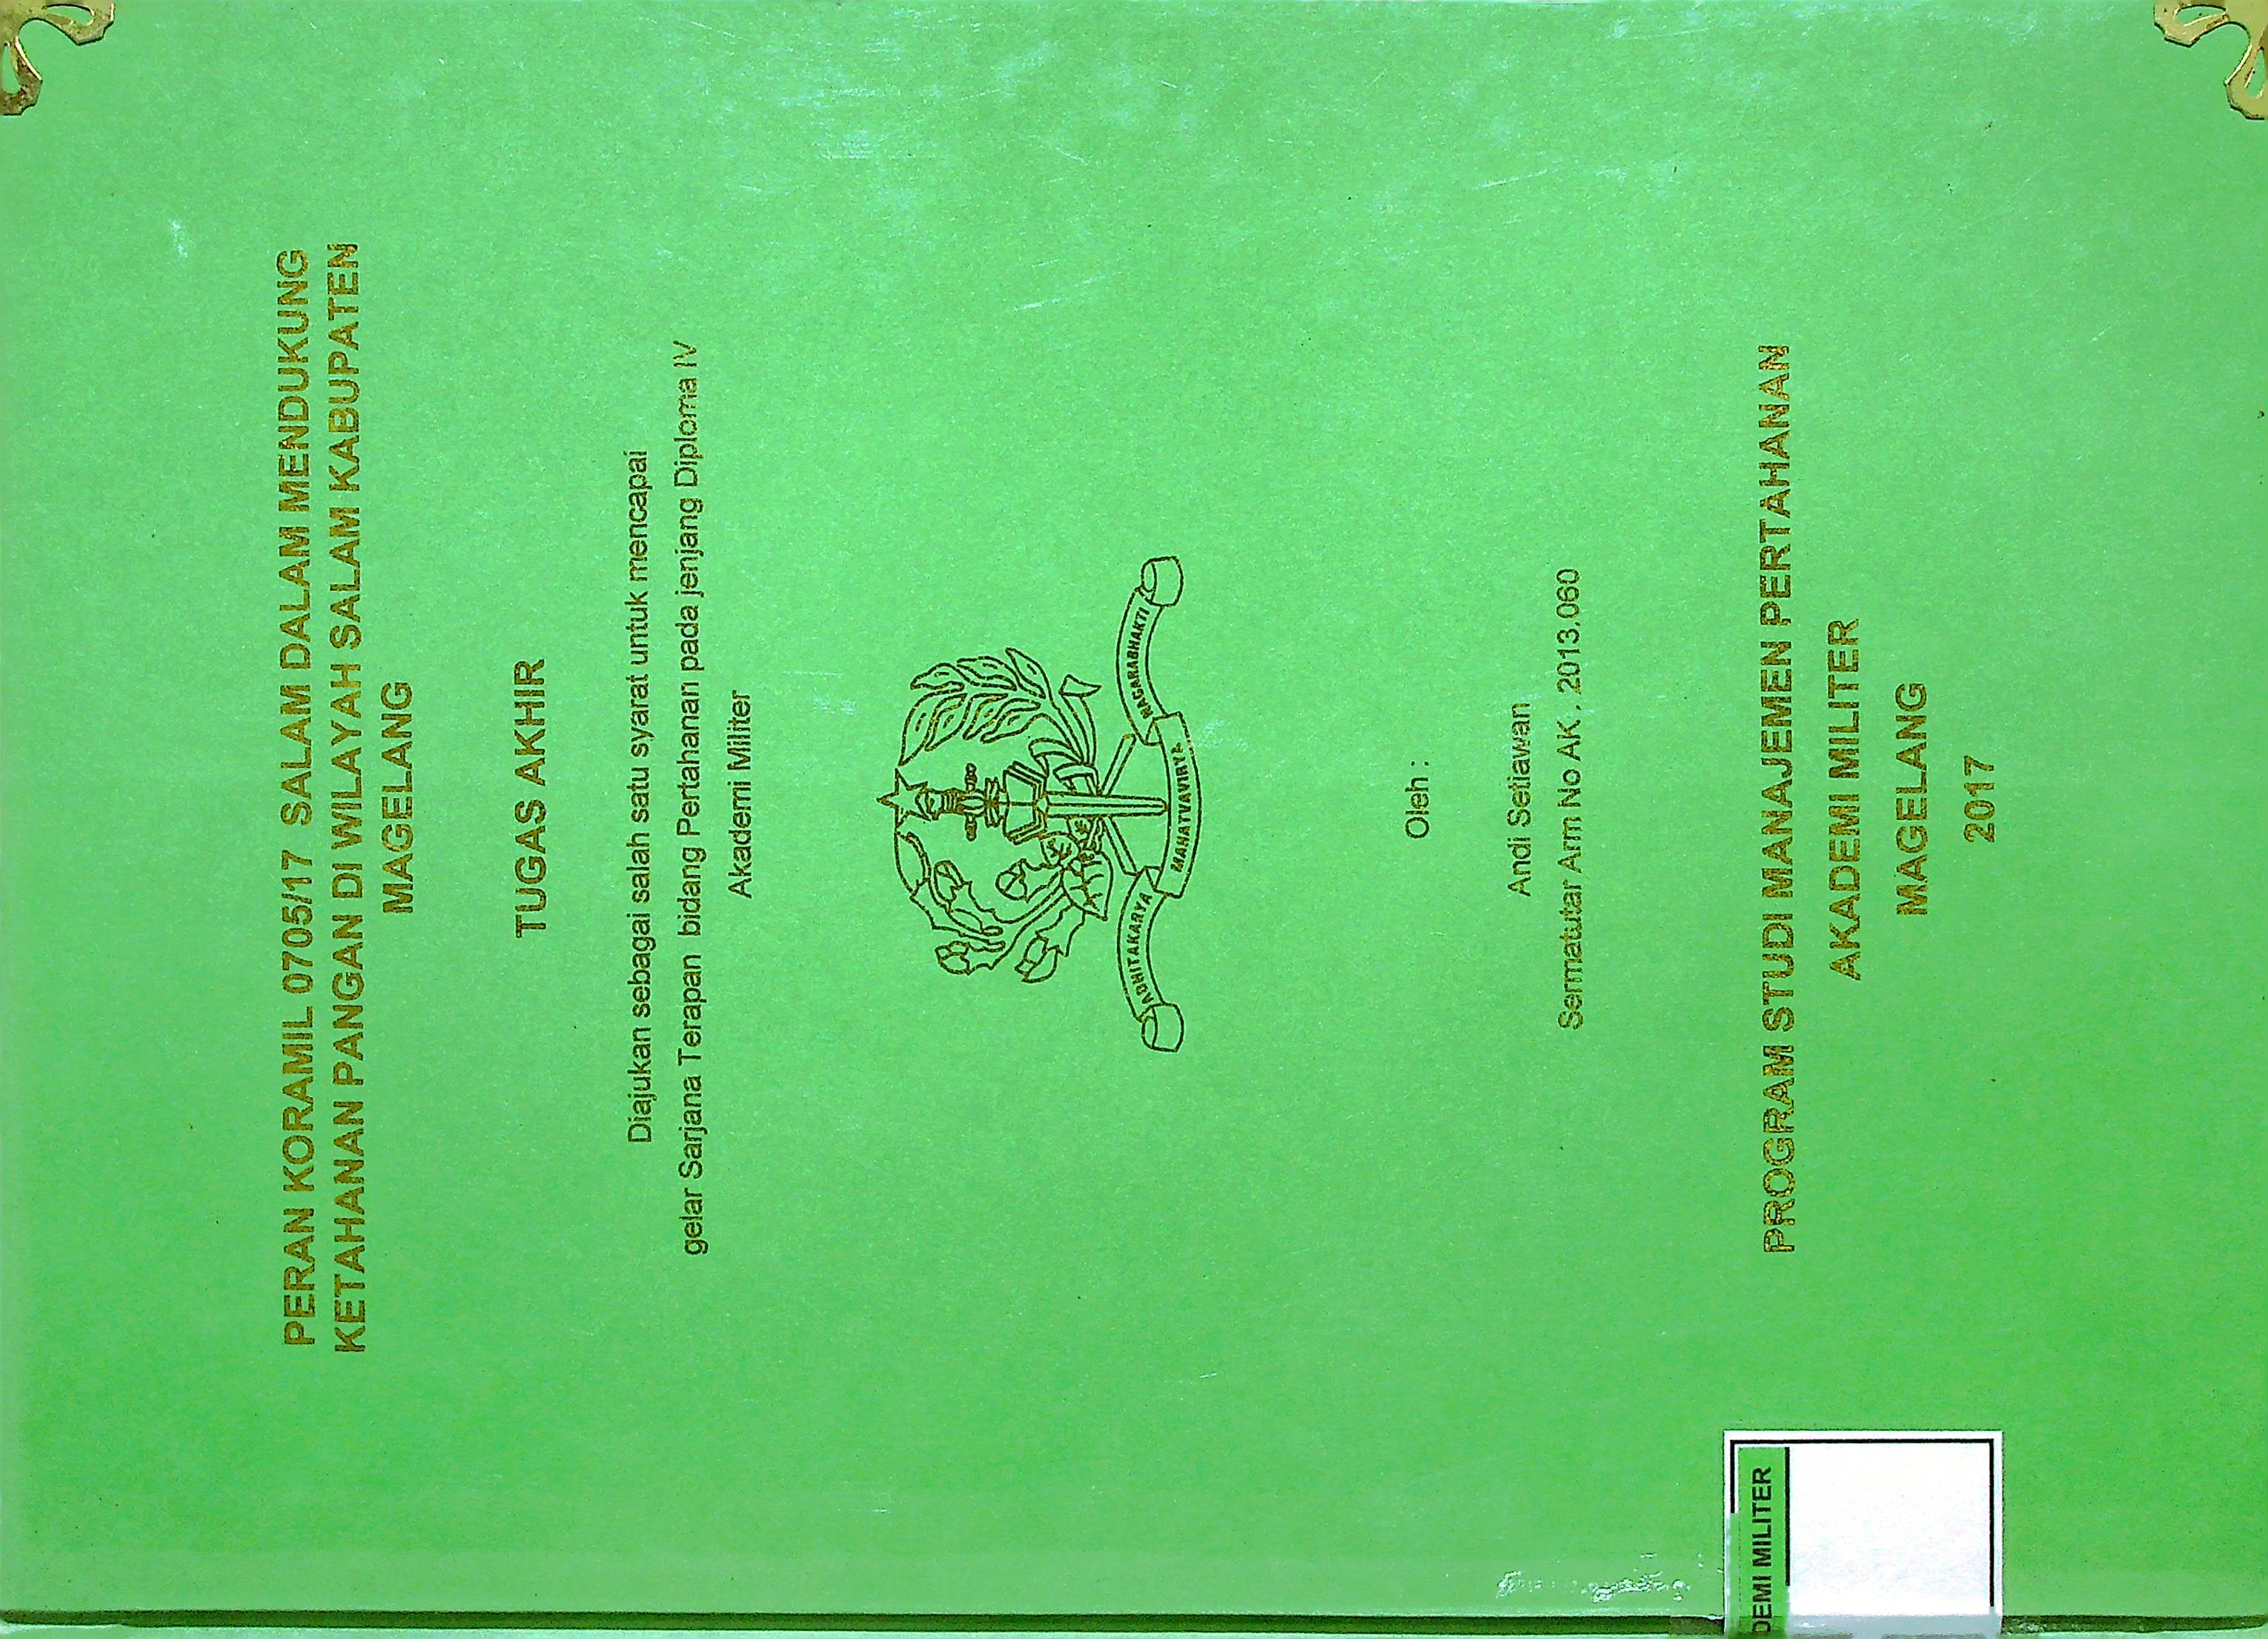 PERAN KORAMIL 0705/17 SALAM DALAM MENDUKUNG
KETAHANAN PANGAN DI WILAYAH SALAM KABUPATEN
MAGELANG
TUGAS AKHIR
Diajukan sebagai salah satu syarat untuk mencapai
gelar Sarjana Terapan bidang Pertahanan pada jenjang Diploma IV
Akademi Militer
ADHITAKARYA MAHATVAVIRYA NAGARABHAKTI
Oleh :
Andi Setiawan
Sermatutar Arm No AK . 2013.060
PROGRAM STUDI MANAJEMEN PERTAHANAN
AKADEMI MILITER
MAGELANG
2017
DEMI MILITER